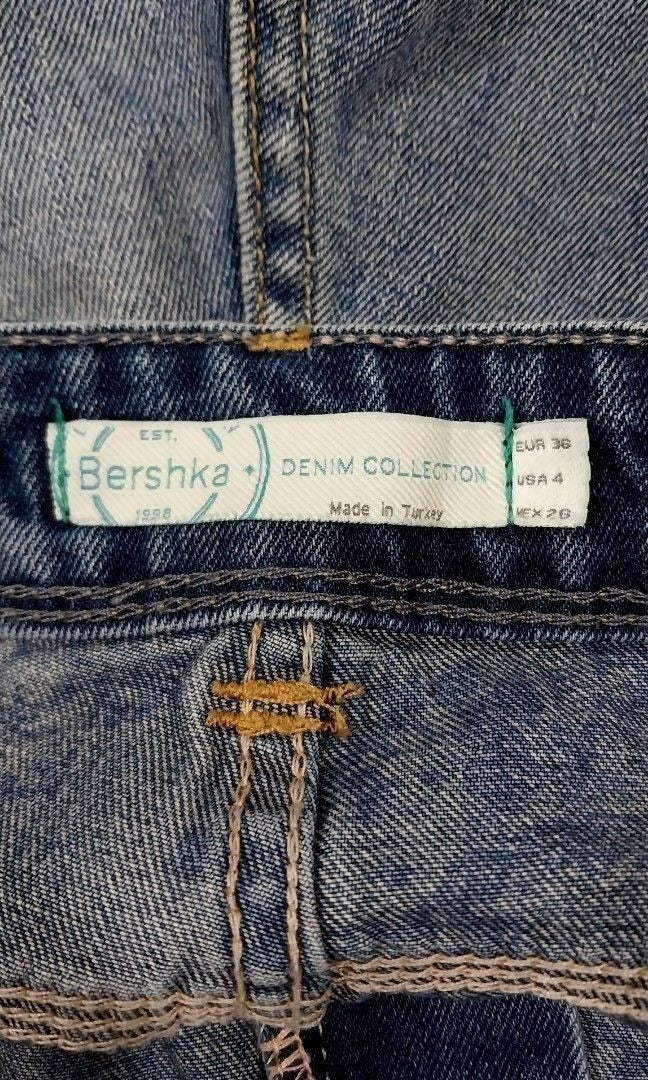 EST.
Bershka
1998
DENIM COLLECTION
Made in Turkey
EUR 36
USA 4
MEX 26